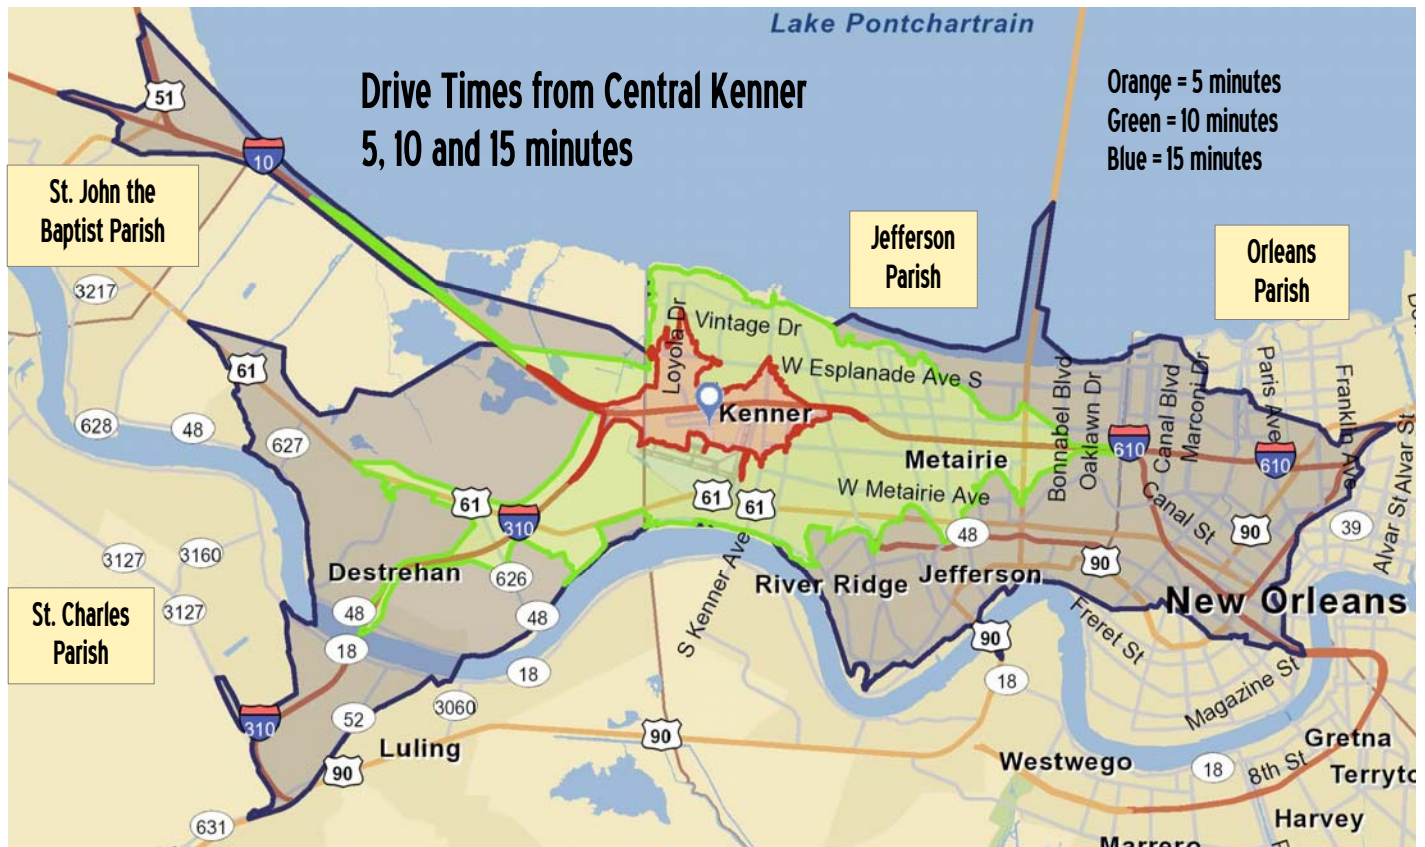 Lake Pontchartrain
Drive Times from Central Kenner
5, 10 and 15 minutes
Orange = 5 minutes
Green = 10 minutes
Blue = 15 minutes
51
10
St. John the
Baptist Parish
Jefferson
Parish
Orleans
Parish
3217
Loyola Dr
Vintage Dr
W Esplanade Ave S
61
Kenner
Bonnabel Blvd
Oaklawn Dr
Canal Blvd
Marconi Dr
Paris Ave
Franklin Ave
Alvar St
Alvar St
628
48
627
610
610
Metairie
W Metairie Ave
61
61
61
310
Canal St
90
39
48
90
3127
3160
Destrehan
626
S Kenner Ave
River Ridge
Jefferson
New Orleans
St. Charles
Parish
3127
48
48
18
18
90
18
Freret St
Magazine St
3060
310
52
Luling
90
90
Westwego
18
8th St
Gretna
Terryto
631
Harvey
Marrero